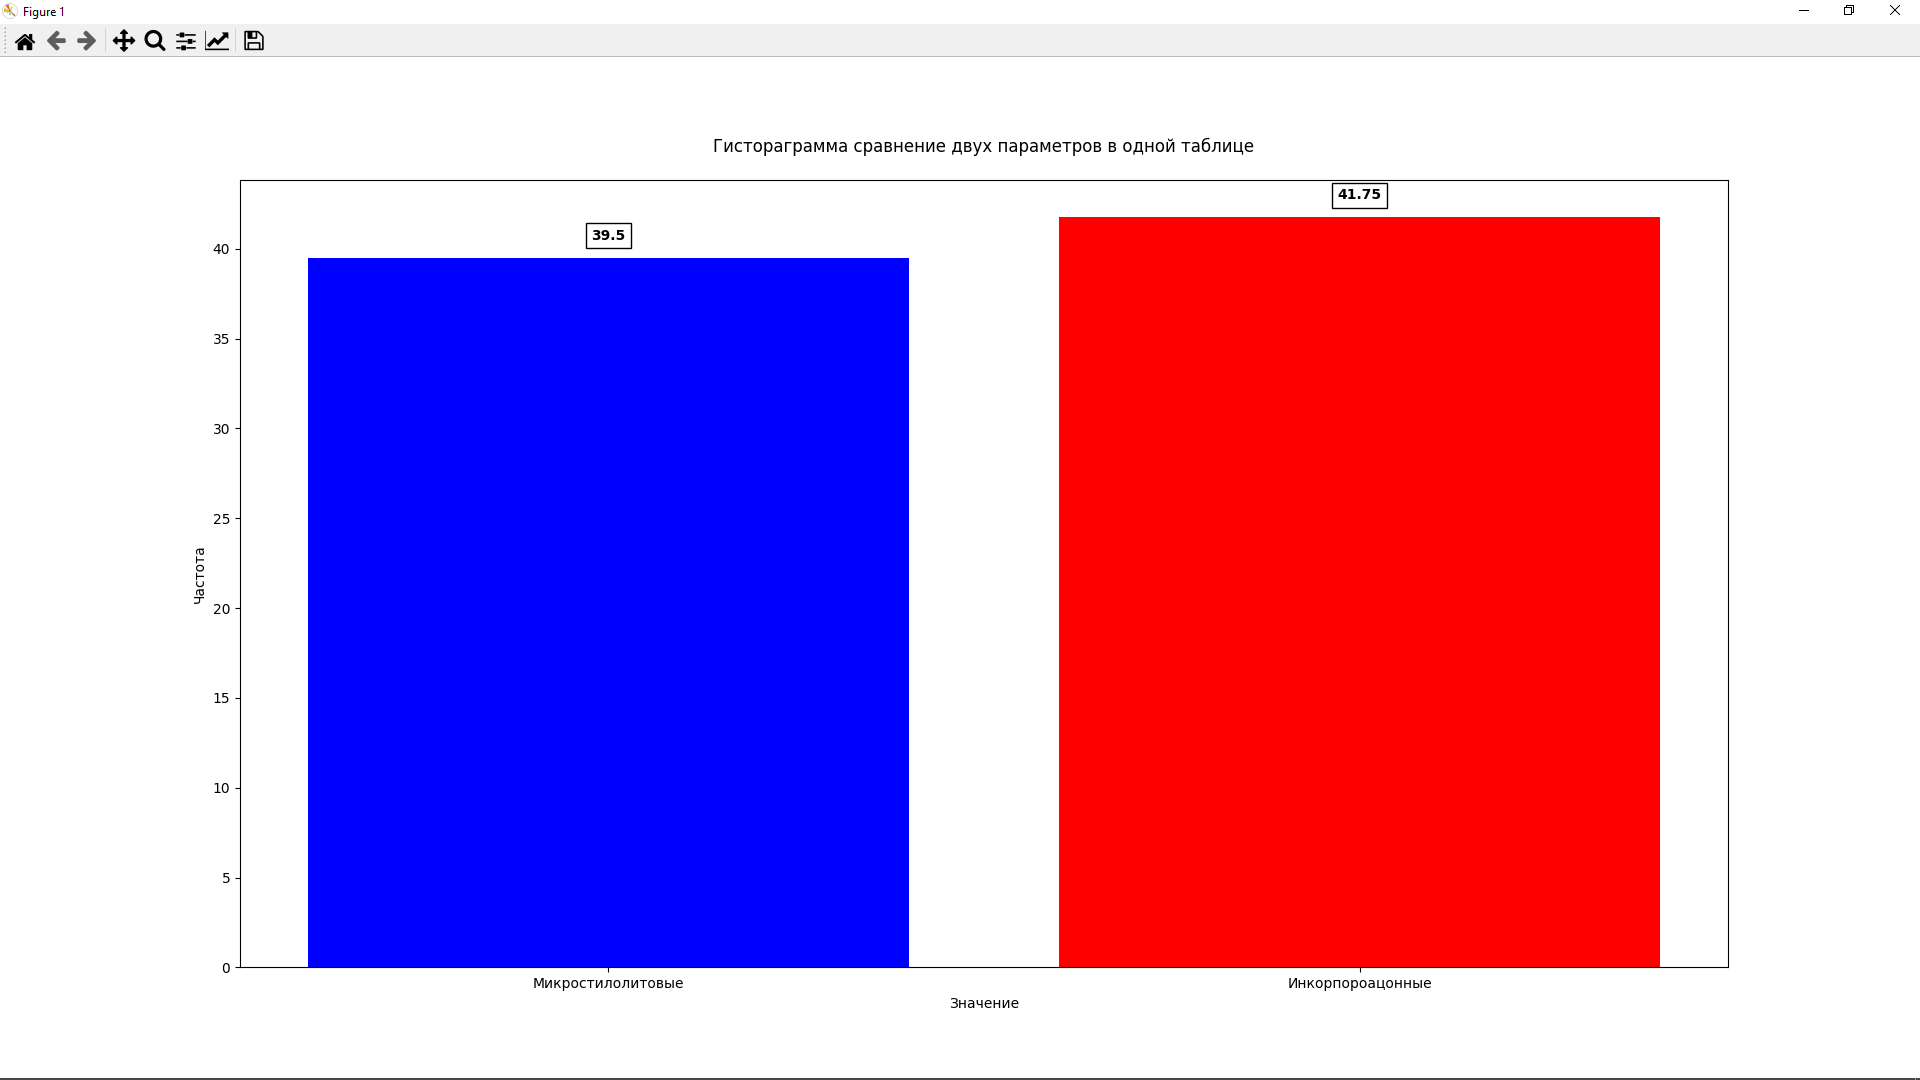 Figure 1
Гистораграмма сравнение двух параметров в одной таблице
41.75
39.5
40
35
30
25
20
15
10
5
0
Частота
Микростилолитовые
Инкорпороацонные
Значение